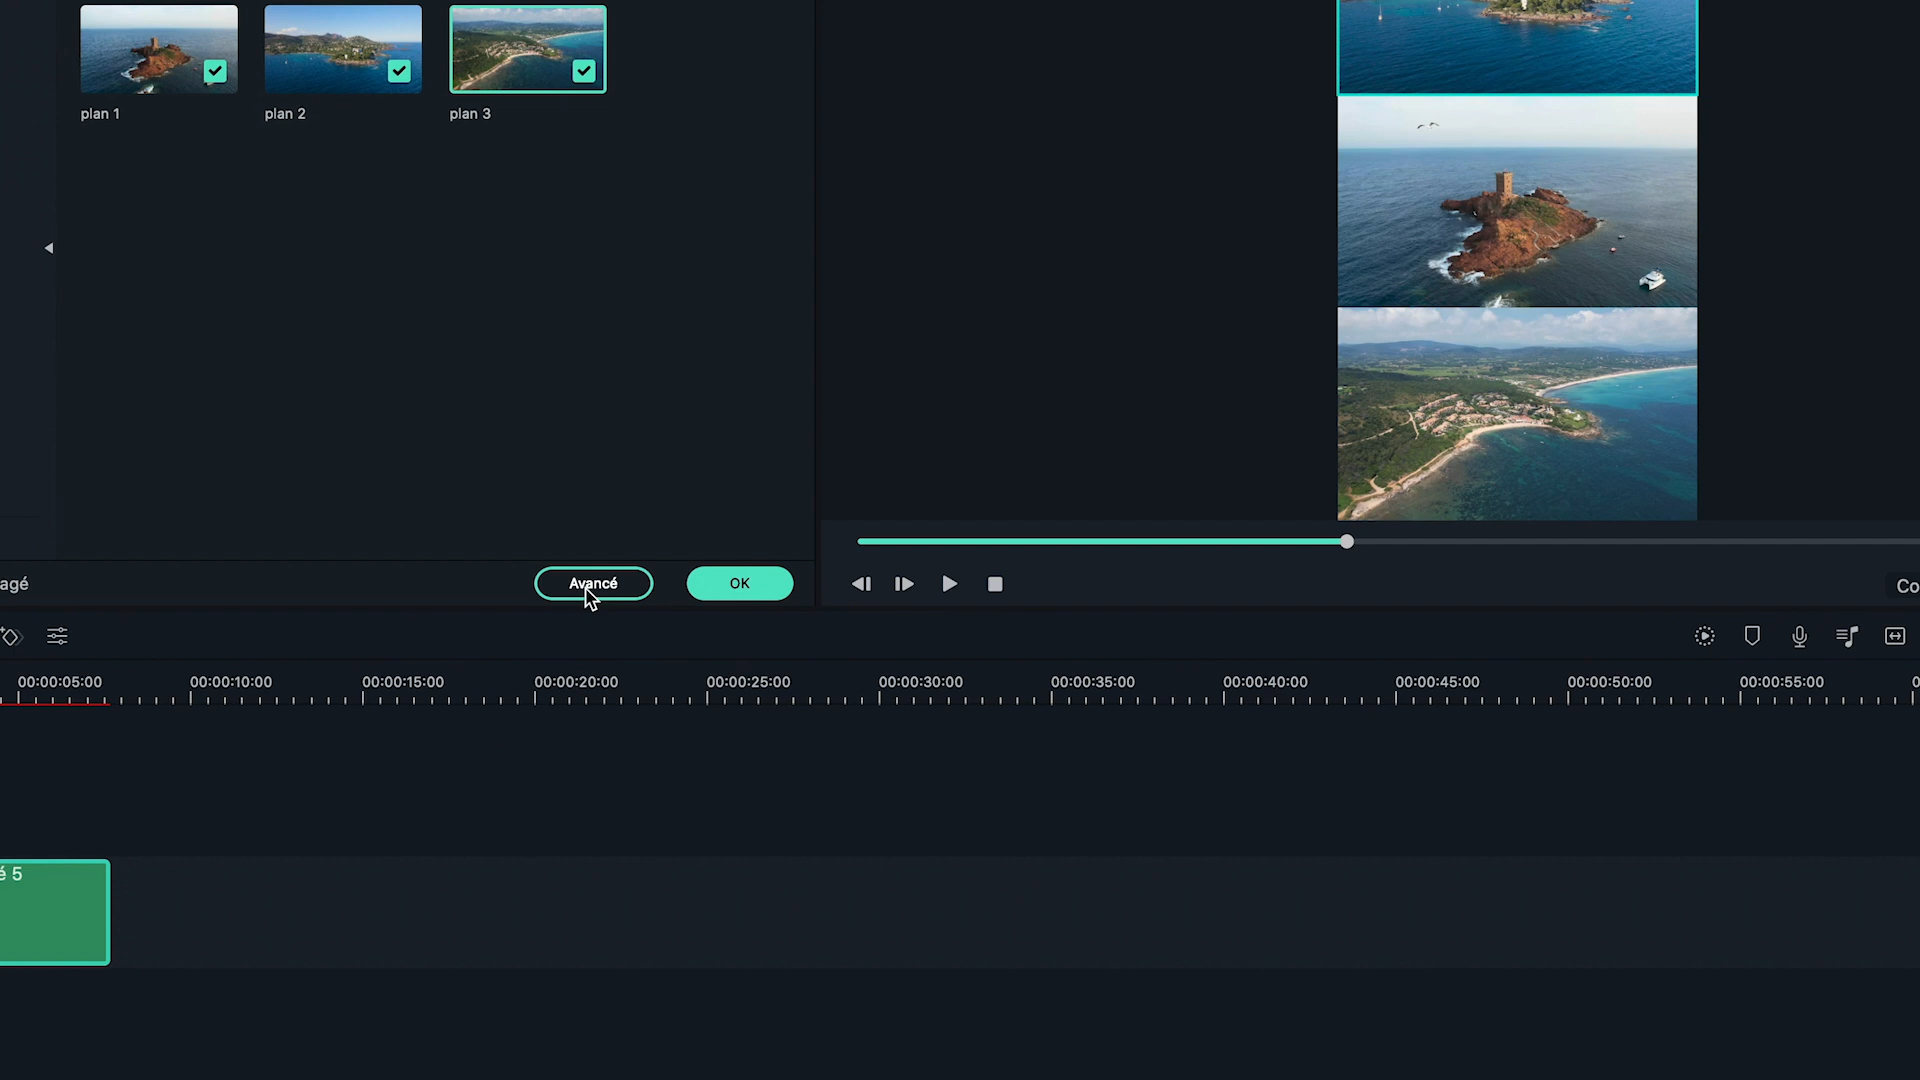 plan 1
plan 2
plan 3
agé
Avancé
OK
Co
00:00:05:00
00:00:10:00
00:00:15:00
00:00:20:00
00:00:25:00
00:00:30:00
00:00:35:00
00:00:40:00
00:00:45:00
00:00:50:00
00:00:55:00
0
é 5